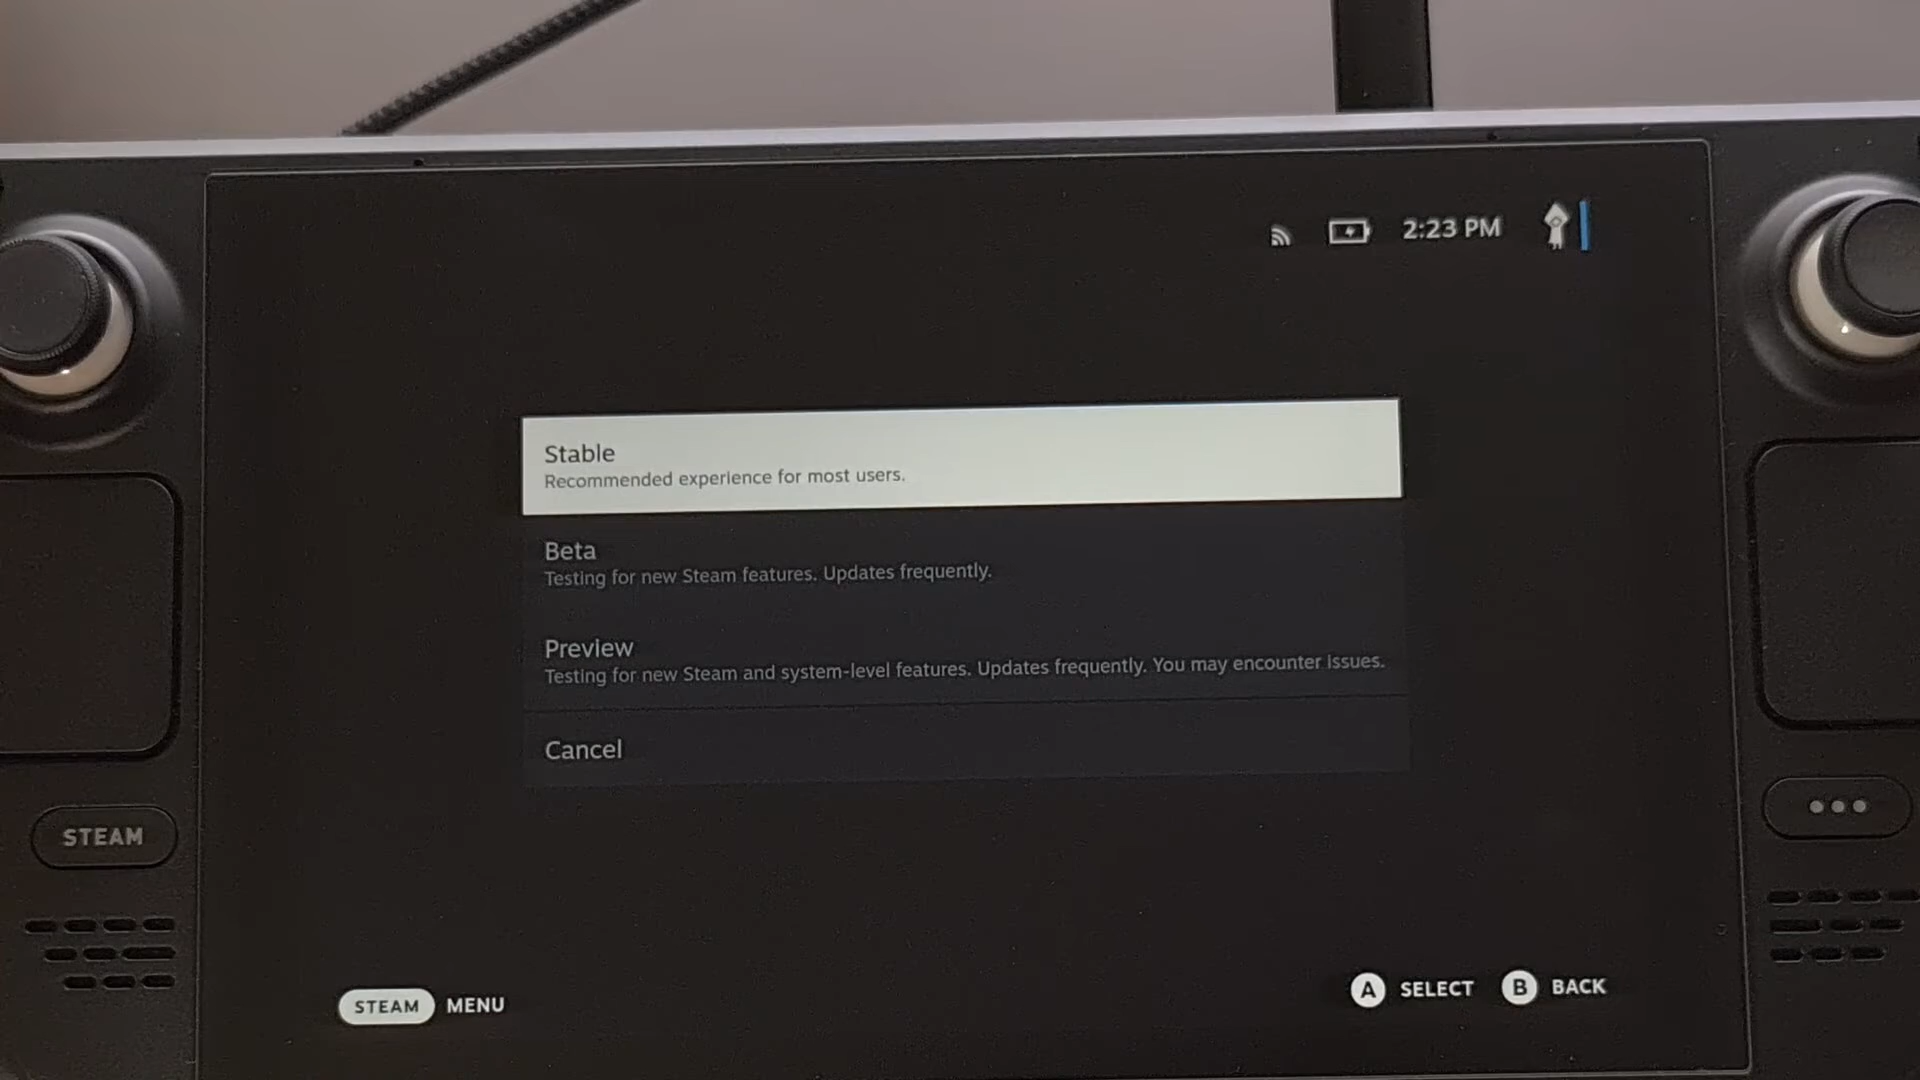 2:23 PM
Stable
Recommended experience for most users.
Beta
Testing for new Steam features. Updates frequently.
Preview
Testing for new Steam and system-level features. Updates frequently. You may encounter issues.
Cancel
STEAM
STEAM MENU
A SELECT B BACK